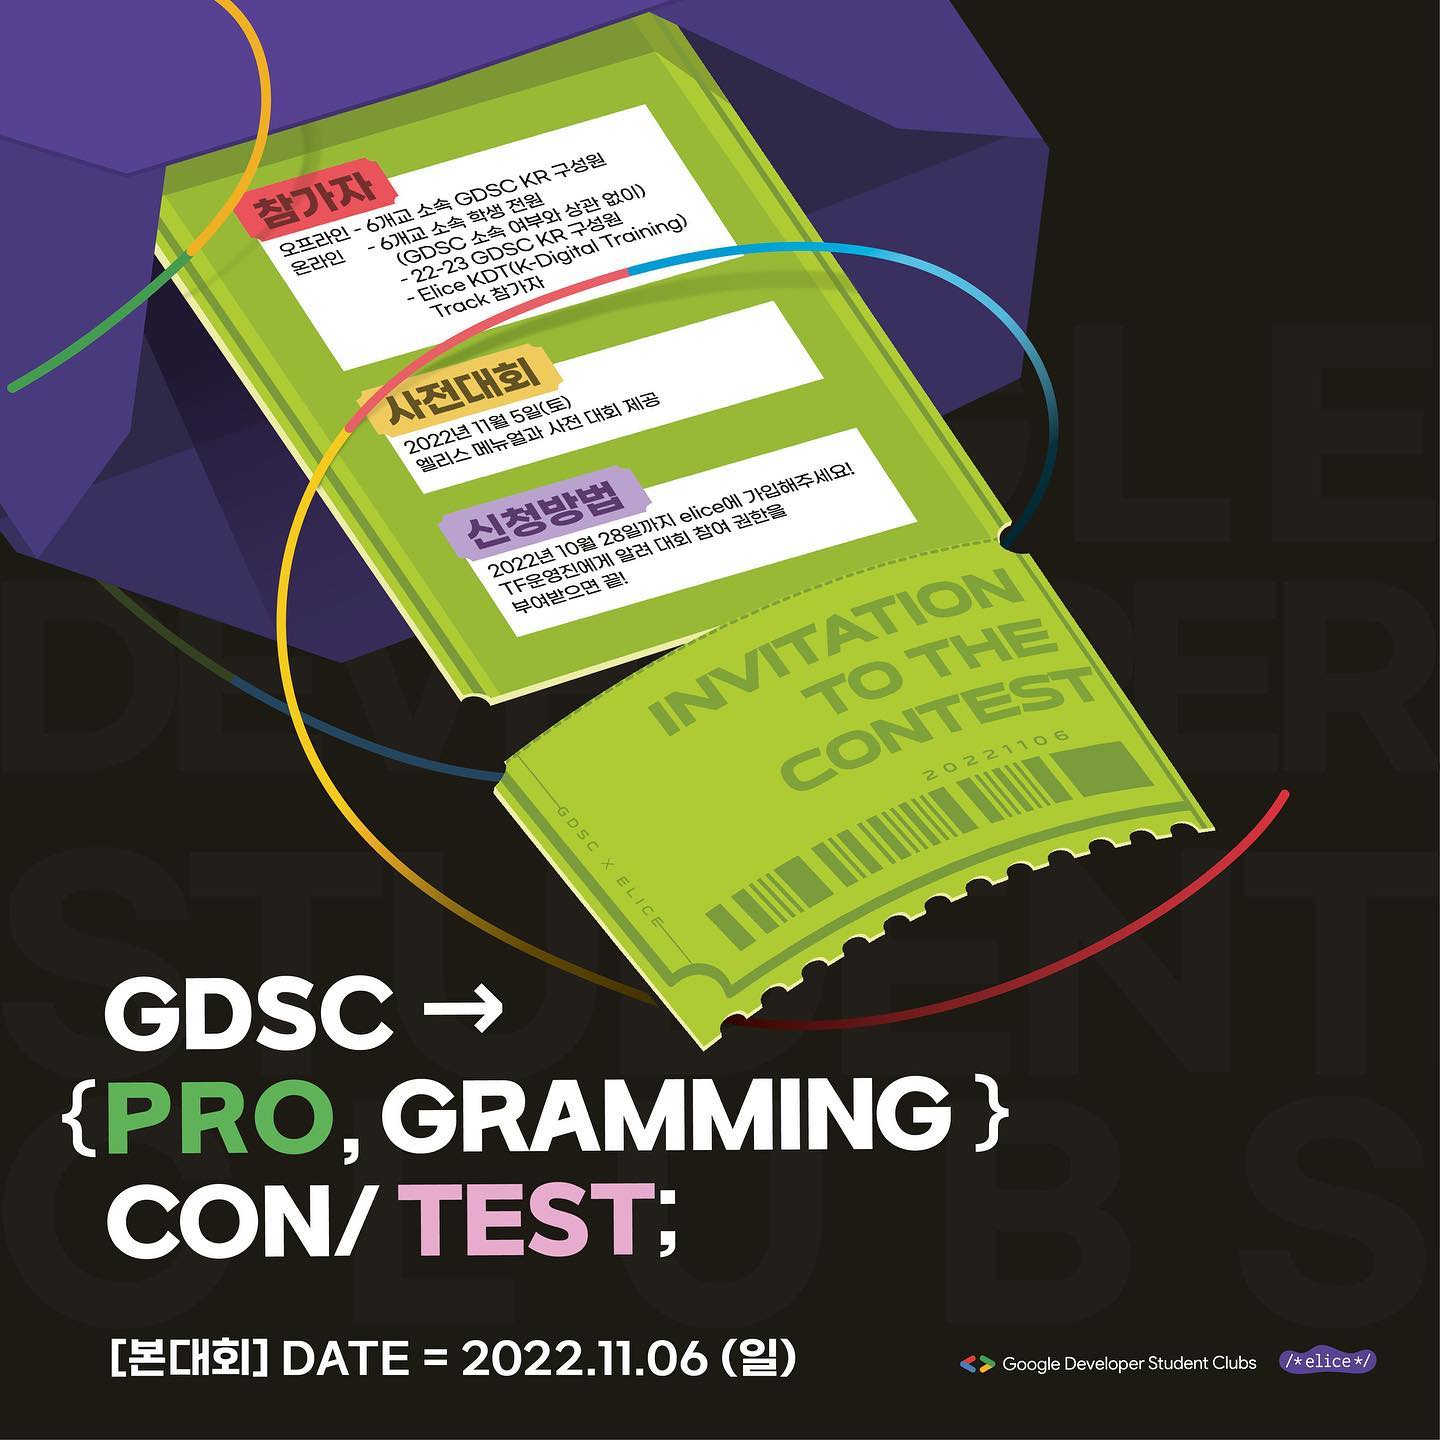 참가자
오프라인 - 6개교 소속 GDSC KR 구성원
온라인 - 6개교 소속 학생 전원
(GDSC 소속 여부와 상관 없이)
- 22-23 GDSC KR 구성원
- Elice KDT(K-Digital Training)
Track 참가자
사전대회
2022년 11월 5일(토)
엘리스 메뉴얼과 사전 대회 제공
신청방법
2022년 10월 28일까지 elice에 가입해주세요!
TF운영진에게 알려 대회 참여 권한을
부여받으면 끝!
INVITATION
TO THE
CONTEST
20221106
GDSC X ELICE
GDSC →
{PRO, GRAMMING }
CON/ TEST;
[본대회] DATE = 2022.11.06 (일)
Google Developer Student Clubs
/*elice*/
DEVELOPER
STUDENT
CLUBS